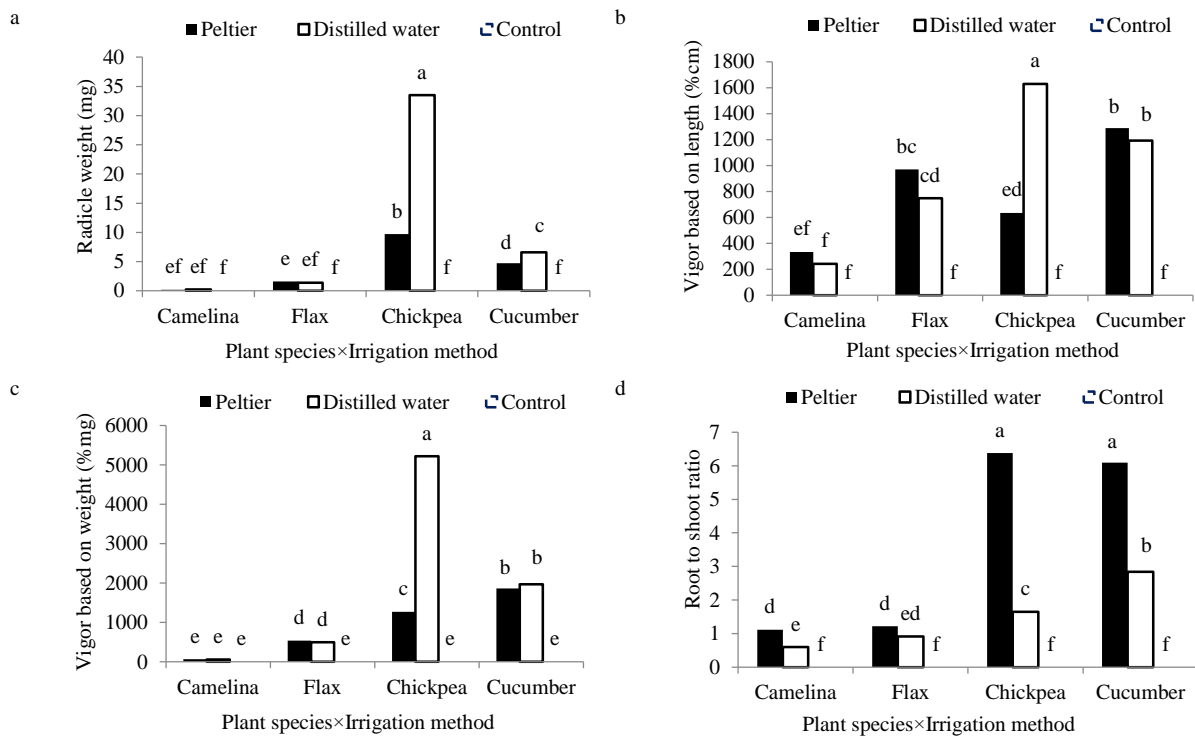 a
Peltier Distilled water Control
Radicle weight (mg)
40
35
30
25
20
15
10
5
0
ef ef f e ef f b a f d c f
Camelina Flax Chickpea Cucumber
Plant species×Irrigation method
b
Peltier Distilled water Control
Vigor based on length (%cm)
1800
1600
1400
1200
1000
800
600
400
200
0
ef f f bc cd f ed a f b b f
Camelina Flax Chickpea Cucumber
Plant species×Irrigation method
c
Peltier Distilled water Control
Vigor based on weight (%mg)
6000
5000
4000
3000
2000
1000
0
e e e d d e c a e b b e
Camelina Flax Chickpea Cucumber
Plant species×Irrigation method
d
Peltier Distilled water Control
Root to shoot ratio
7
6
5
4
3
2
1
0
d e f d ed f a c f a b f
Camelina Flax Chickpea Cucumber
Plant species×Irrigation method